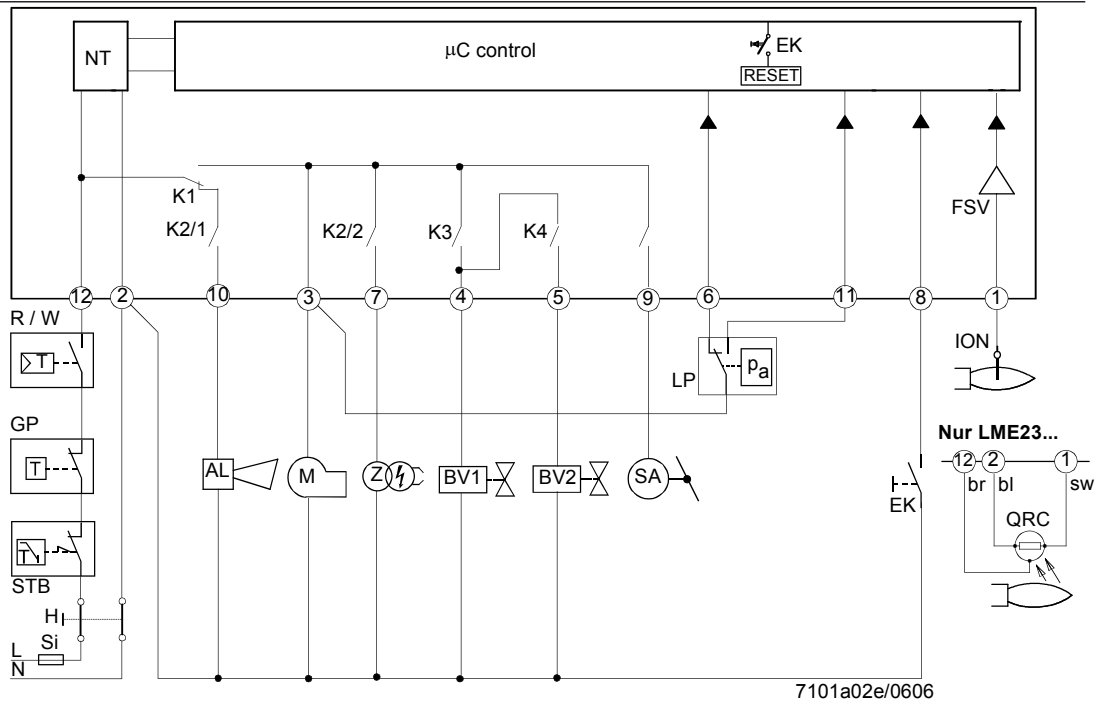 NT
µC control
EK
RESET
K1
K2/1
K2/2
K3
K4
FSV
12
2
10
3
7
4
5
9
6
11
8
1
R / W
T
GP
T
STB
T
H
L
Si
N
AL
M
Z
BV1
BV2
SA
LP
pa
EK
ION
Nur LME23...
12
2
1
br
bl
sw
QRC
7101a02e/0606